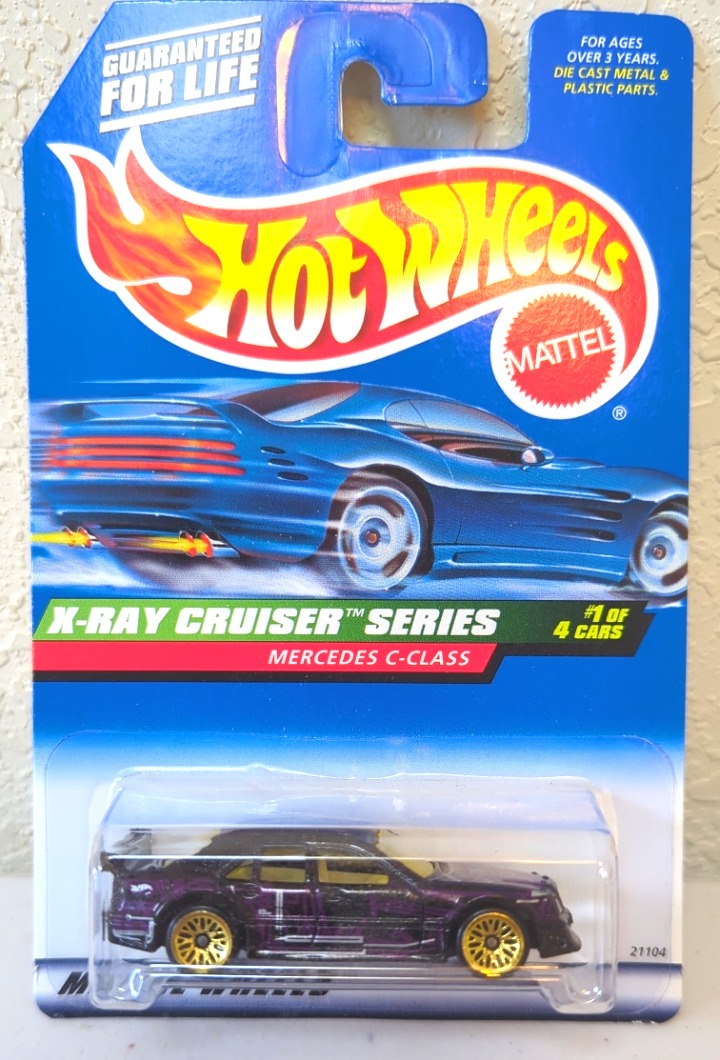 GUARANTEED
FOR LIFE
FOR AGES
OVER 3 YEARS.
DIE CAST METAL &
PLASTIC PARTS.
HOT WHEELS
MATTEL
®
X-RAY CRUISER™ SERIES
#1 OF
4 CARS
MERCEDES C-CLASS
21104
WHEELS